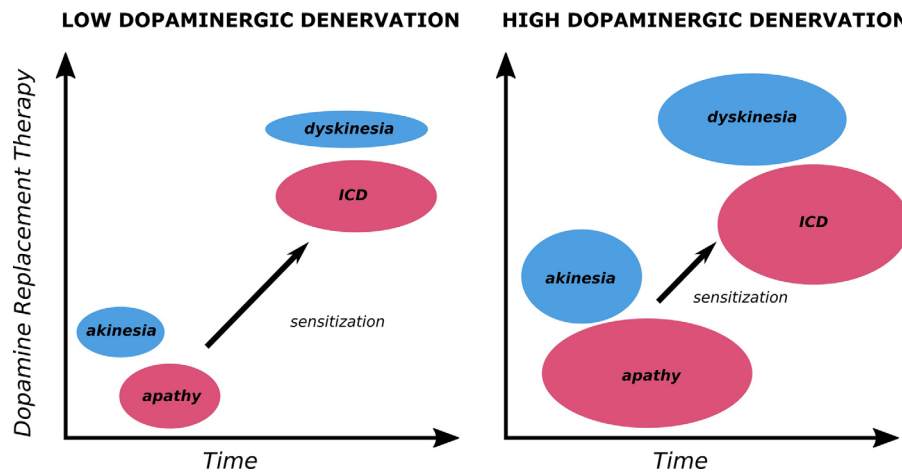 LOW DOPAMINERGIC DENERVATION
Dopamine Replacement Therapy
dyskinesia
ICD
sensitization
akinesia
apathy
Time
HIGH DOPAMINERGIC DENERVATION
dyskinesia
ICD
akinesia
sensitization
apathy
Time